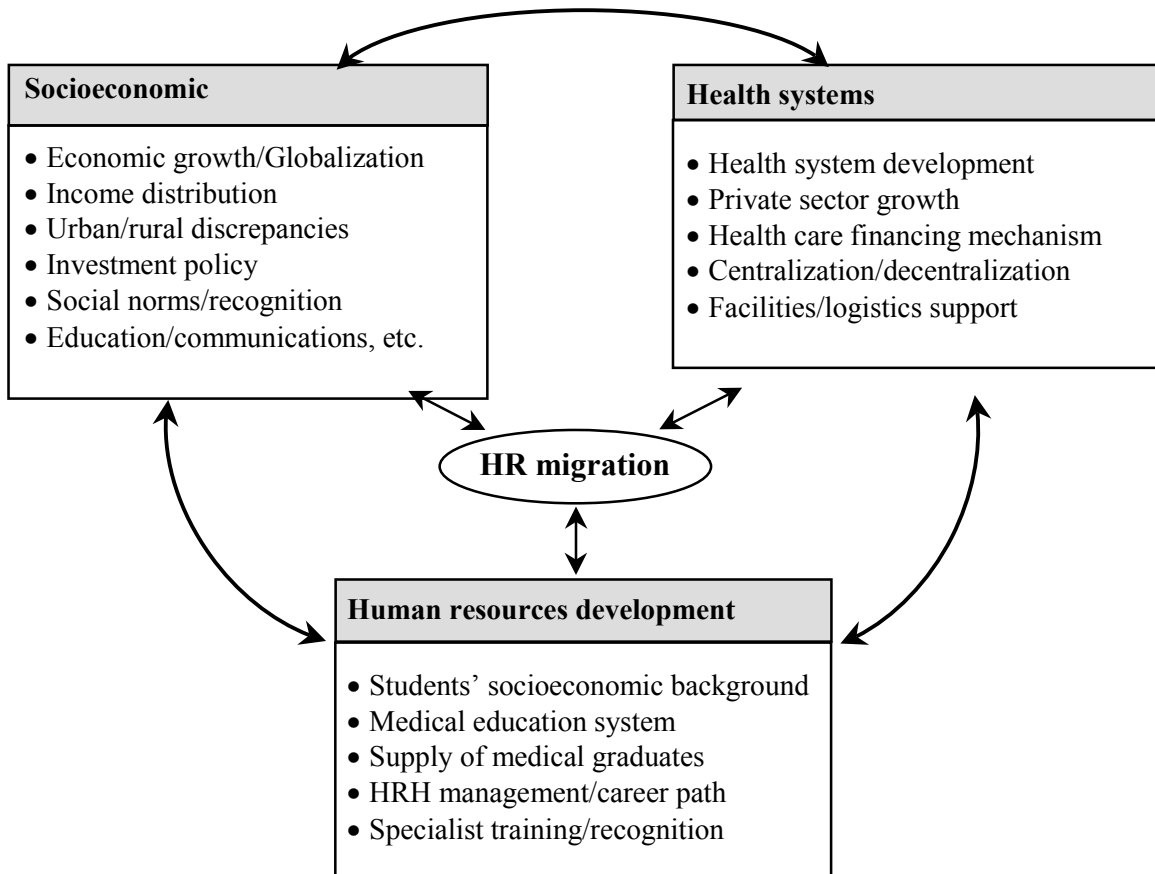 Socioeconomic
• Economic growth/Globalization
• Income distribution
• Urban/rural discrepancies
• Investment policy
• Social norms/recognition
• Education/communications, etc.
Health systems
• Health system development
• Private sector growth
• Health care financing mechanism
• Centralization/decentralization
• Facilities/logistics support
HR migration
Human resources development
• Students’ socioeconomic background
• Medical education system
• Supply of medical graduates
• HRH management/career path
• Specialist training/recognition